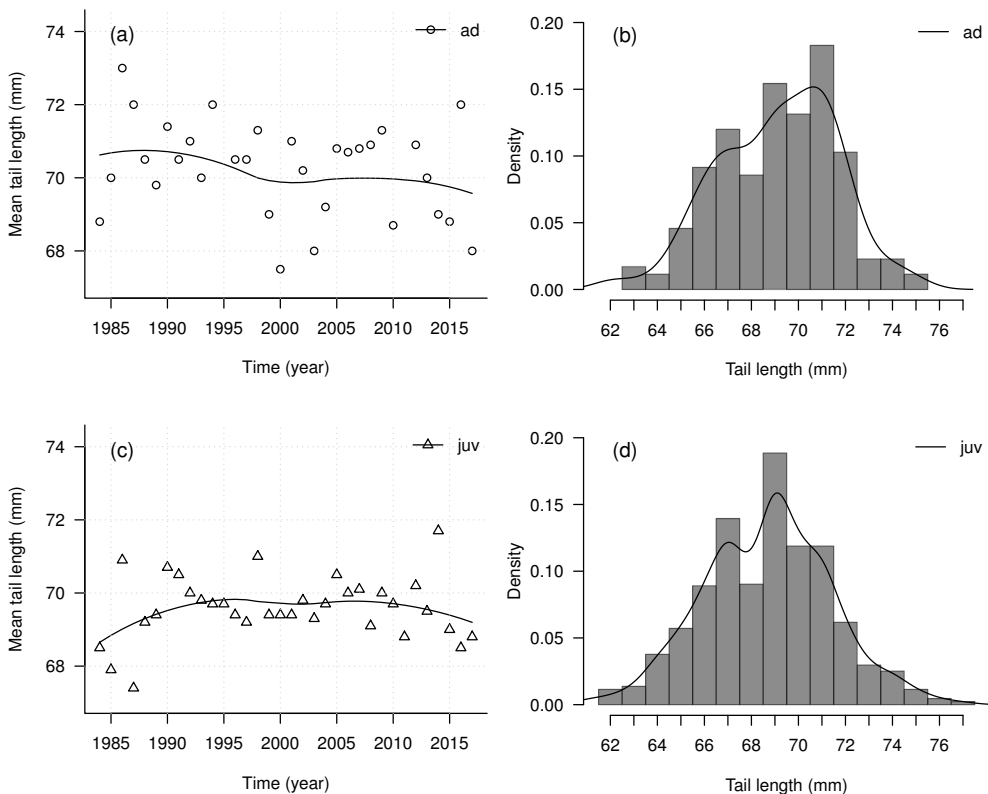 (a)
ad
Mean tail length (mm)
74
72
70
68
1985 1990 1995 2000 2005 2010 2015
Time (year)
(b)
ad
Density
0.20
0.15
0.10
0.05
0.00
62 64 66 68 70 72 74 76
Tail length (mm)
(c)
juv
Mean tail length (mm)
74
72
70
68
1985 1990 1995 2000 2005 2010 2015
Time (year)
(d)
juv
Density
0.20
0.15
0.10
0.05
0.00
62 64 66 68 70 72 74 76
Tail length (mm)